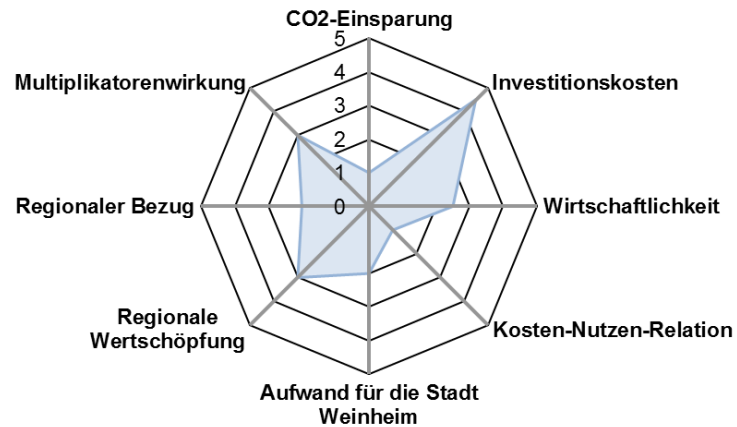 CO2-Einsparung
5
4
3
2
1
0
Multiplikatorenwirkung
Investitionskosten
Regionaler Bezug
Wirtschaftlichkeit
Regionale
Wertschöpfung
Kosten-Nutzen-Relation
Aufwand für die Stadt
Weinheim